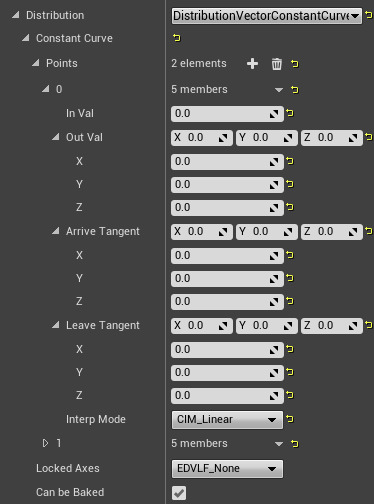 Distribution DistributionVectorConstantCurve
Constant Curve
Points 2 elements
0 5 members
In Val 0.0
Out Val X 0.0 Y 0.0 Z 0.0
X 0.0
Y 0.0
Z 0.0
Arrive Tangent X 0.0 Y 0.0 Z 0.0
X 0.0
Y 0.0
Z 0.0
Leave Tangent X 0.0 Y 0.0 Z 0.0
X 0.0
Y 0.0
Z 0.0
Interp Mode CIM_Linear
1 5 members
Locked Axes EDVLF_None
Can be Baked